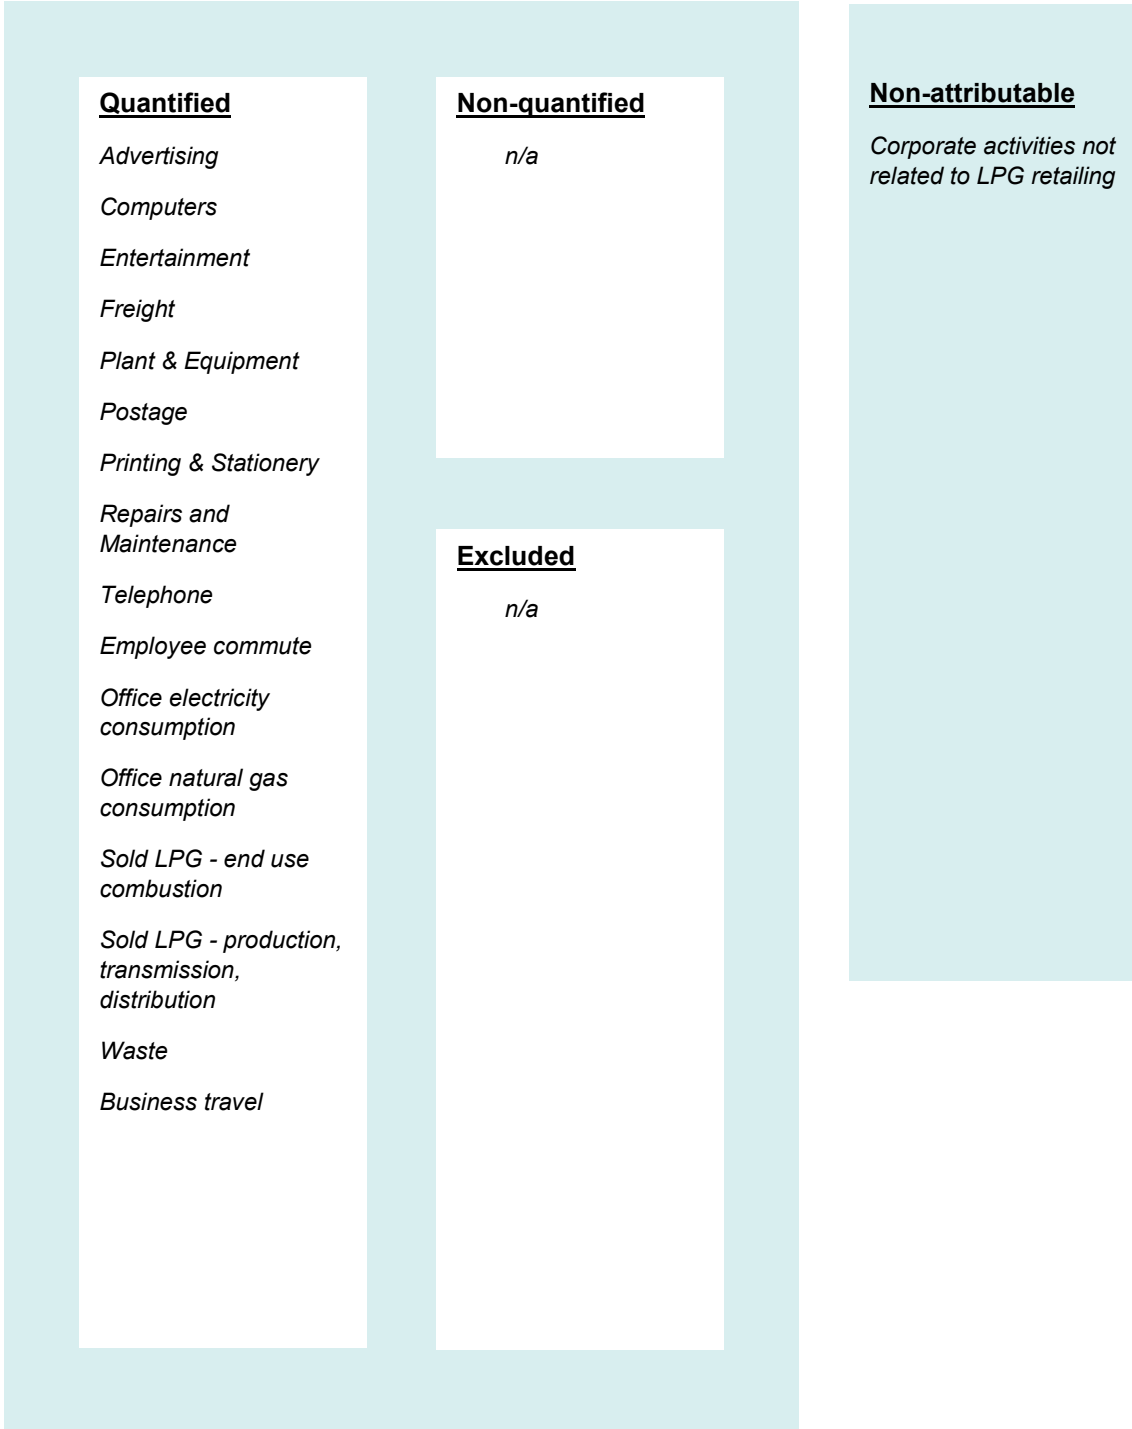 Quantified
Advertising
Computers
Entertainment
Freight
Plant & Equipment
Postage
Printing & Stationery
Repairs and
Maintenance
Telephone
Employee commute
Office electricity
consumption
Office natural gas
consumption
Sold LPG - end use
combustion
Sold LPG - production,
transmission,
distribution
Waste
Business travel
Non-quantified
n/a
Excluded
n/a
Non-attributable
Corporate activities not
related to LPG retailing